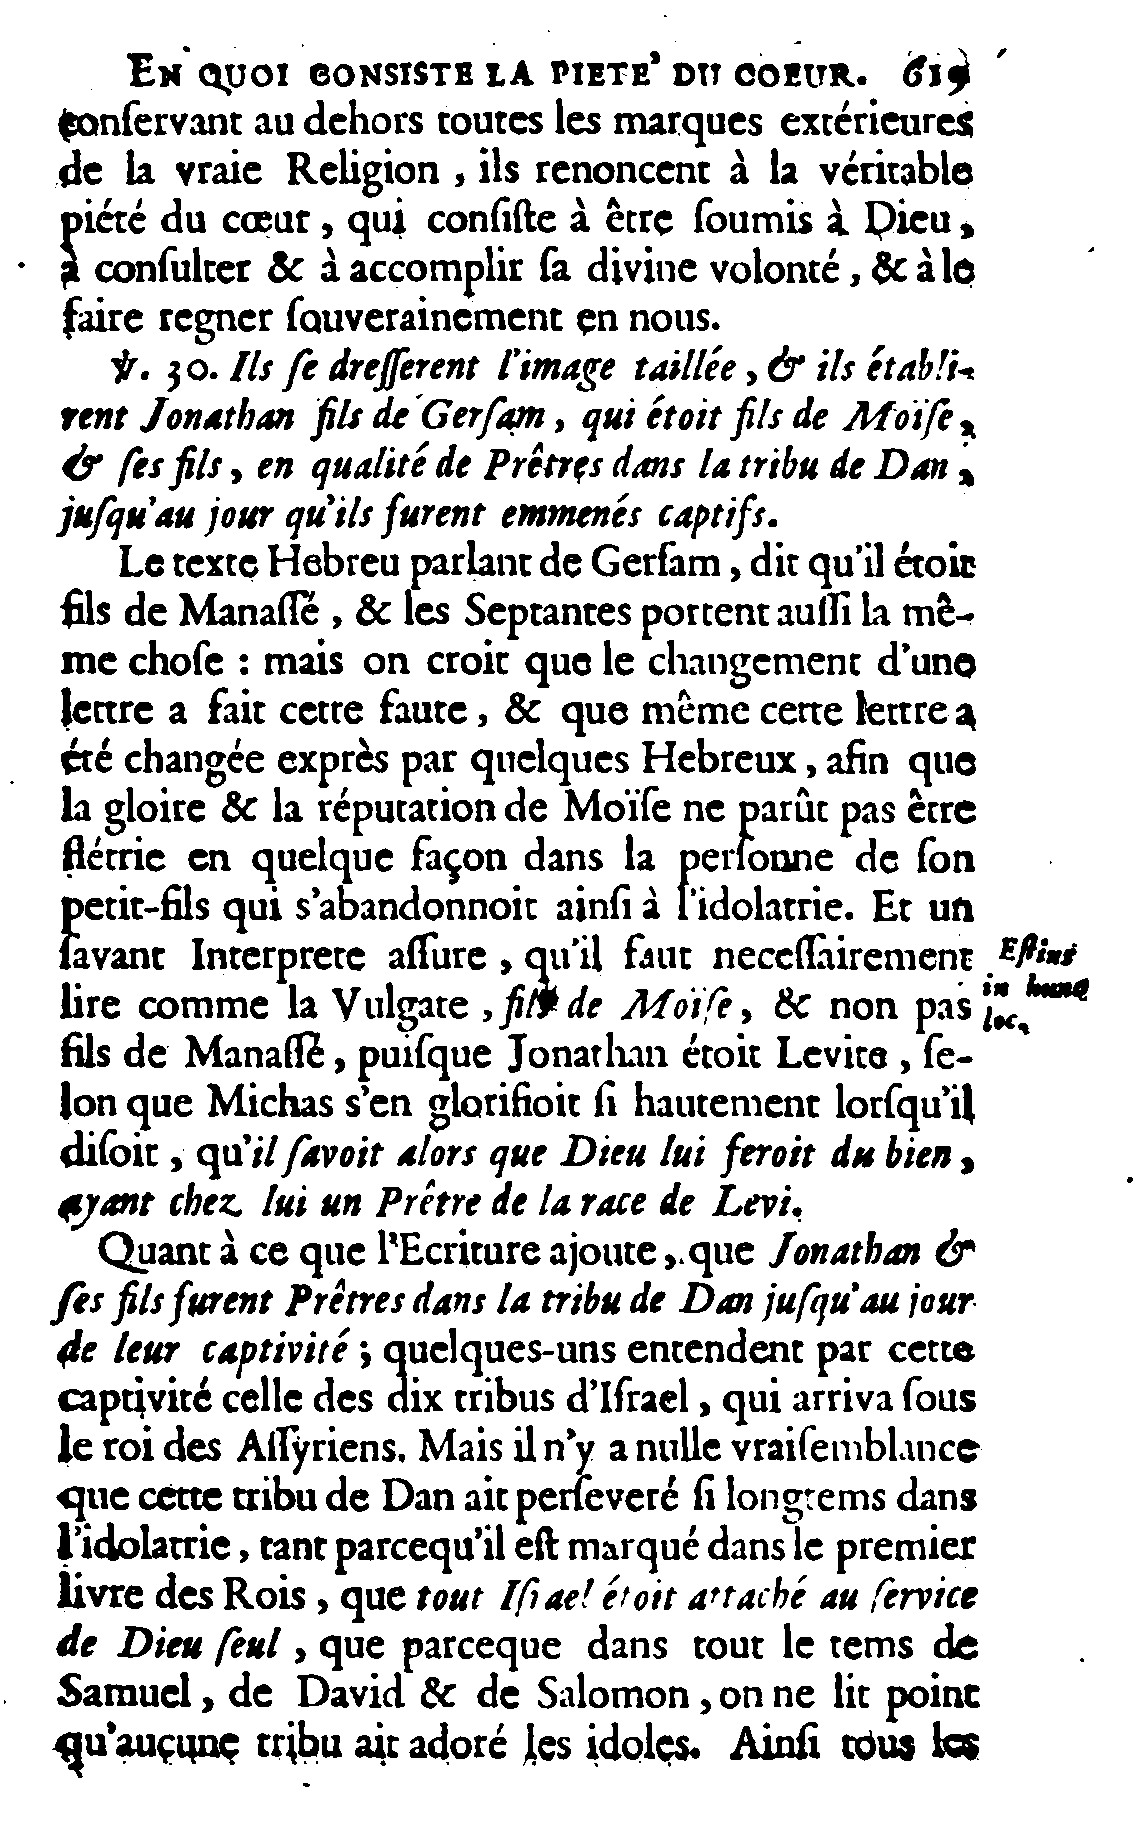 EN QUOI CONSISTE LA PIETE' DU COEUR. 619
conſervant au dehors toutes les marques extérieures
de la vraie Religion, ils renoncent à la véritable
piété du cœur, qui conſiſte à être ſoumis à Dieu,
à conſulter & à accomplir ſa divine volonté, & à le
faire regner ſouverainement en nous.
℣. 30. Ils ſe dreſſerent l'image taillée, & ils établi-
rent Jonathan fils de Gerſam, qui étoit fils de Moïſe,
& ſes fils, en qualité de Prêtres dans la tribu de Dan,
juſqu'au jour qu'ils furent emmenés captifs.
Le texte Hebreu parlant de Gerſam, dit qu'il étoit
fils de Manaſſé, & les Septantes portent auſſi la mê-
me choſe : mais on croit que le changement d'une
lettre a fait cette faute, & que même cette lettre a
été changée exprès par quelques Hebreux, afin que
la gloire & la réputation de Moïſe ne parût pas être
flétrie en quelque façon dans la perſonne de ſon
petit-fils qui s'abandonnoit ainſi à l'idolatrie. Et un
ſavant Interprete aſſure, qu'il faut neceſſairement
Eſtius
lire comme la Vulgate, fils de Moïſe, & non pas
in hunc
loc.
fils de Manaſſé, puiſque Jonathan étoit Levite, ſe-
lon que Michas s'en glorifioit ſi hautement lorſqu'il
diſoit, qu'il ſavoit alors que Dieu lui feroit du bien,
ayant chez lui un Prêtre de la race de Levi.
Quant à ce que l'Ecriture ajoute, que Jonathan &
ſes fils furent Prêtres dans la tribu de Dan juſqu'au jour
de leur captivité ; quelques-uns entendent par cette
captivité celle des dix tribus d'Iſrael, qui arriva ſous
le roi des Aſſyriens. Mais il n'y a nulle vraiſemblance
que cette tribu de Dan ait perſeveré ſi longtems dans
l'idolatrie, tant parcequ'il eſt marqué dans le premier
livre des Rois, que tout Iſrael étoit attaché au ſervice
de Dieu ſeul, que parceque dans tout le tems de
Samuel, de David & de Salomon, on ne lit point
qu'aucune tribu ait adoré les idoles. Ainſi tous les